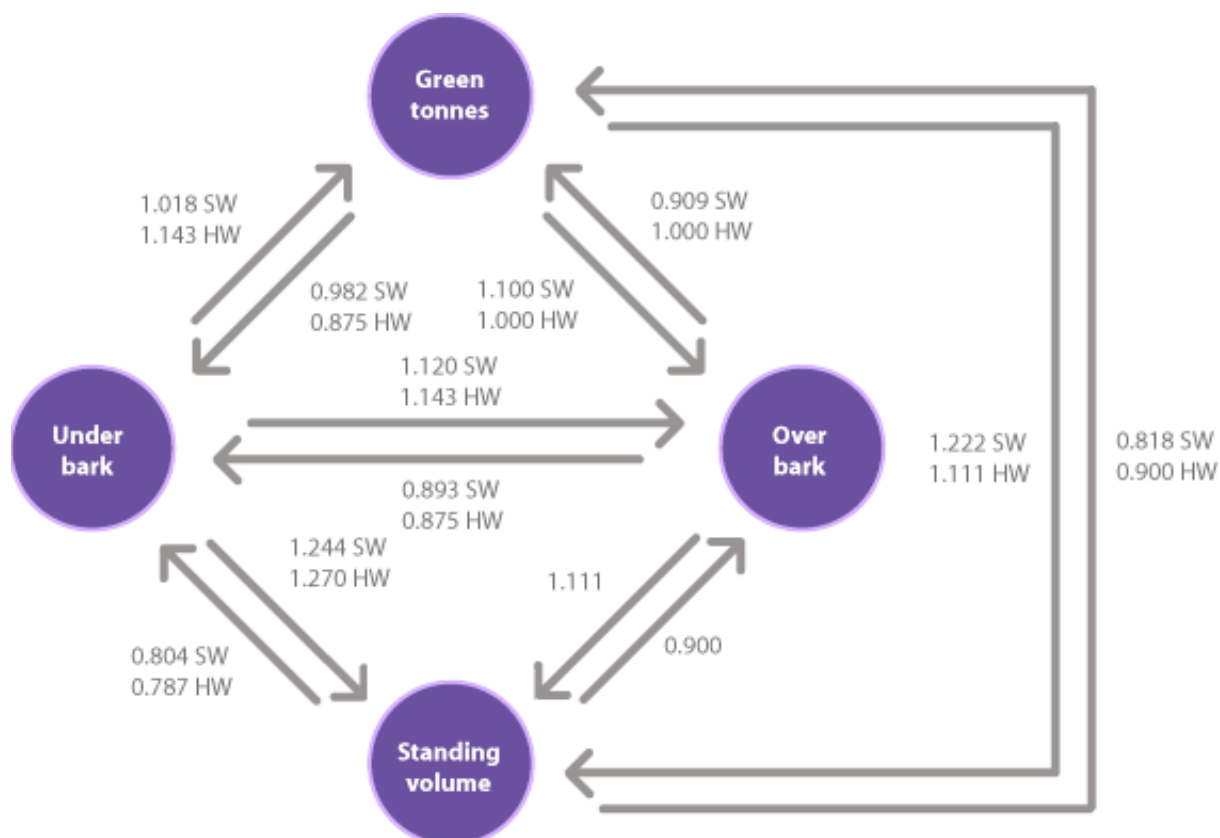 Green
tonnes
1.018 SW
1.143 HW
0.909 SW
1.000 HW
0.982 SW
0.875 HW
1.100 SW
1.000 HW
1.120 SW
1.143 HW
Under
bark
Over
bark
1.222 SW
1.111 HW
0.818 SW
0.900 HW
0.893 SW
0.875 HW
1.244 SW
1.270 HW
1.111
0.900
0.804 SW
0.787 HW
Standing
volume